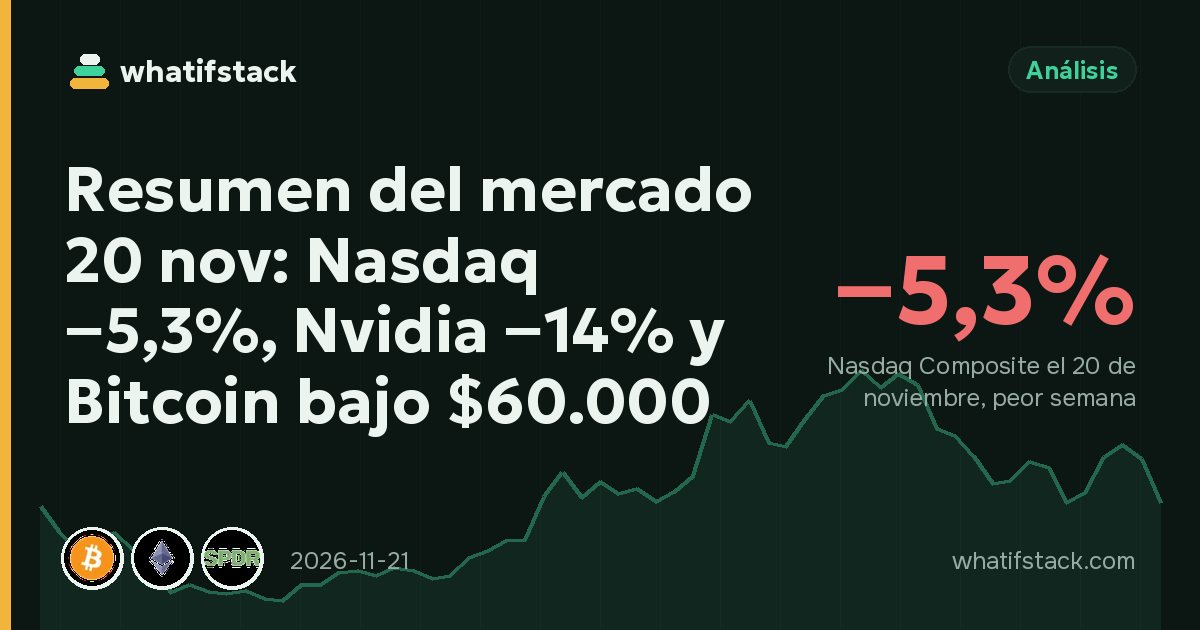 whatifstack
Análisis
Resumen del mercado
20 nov: Nasdaq
−5,3%, Nvidia −14% y
Bitcoin bajo $60.000
−5,3%
Nasdaq Composite el 20 de
noviembre, peor semana
SPDR
2026-11-21
whatifstack.com